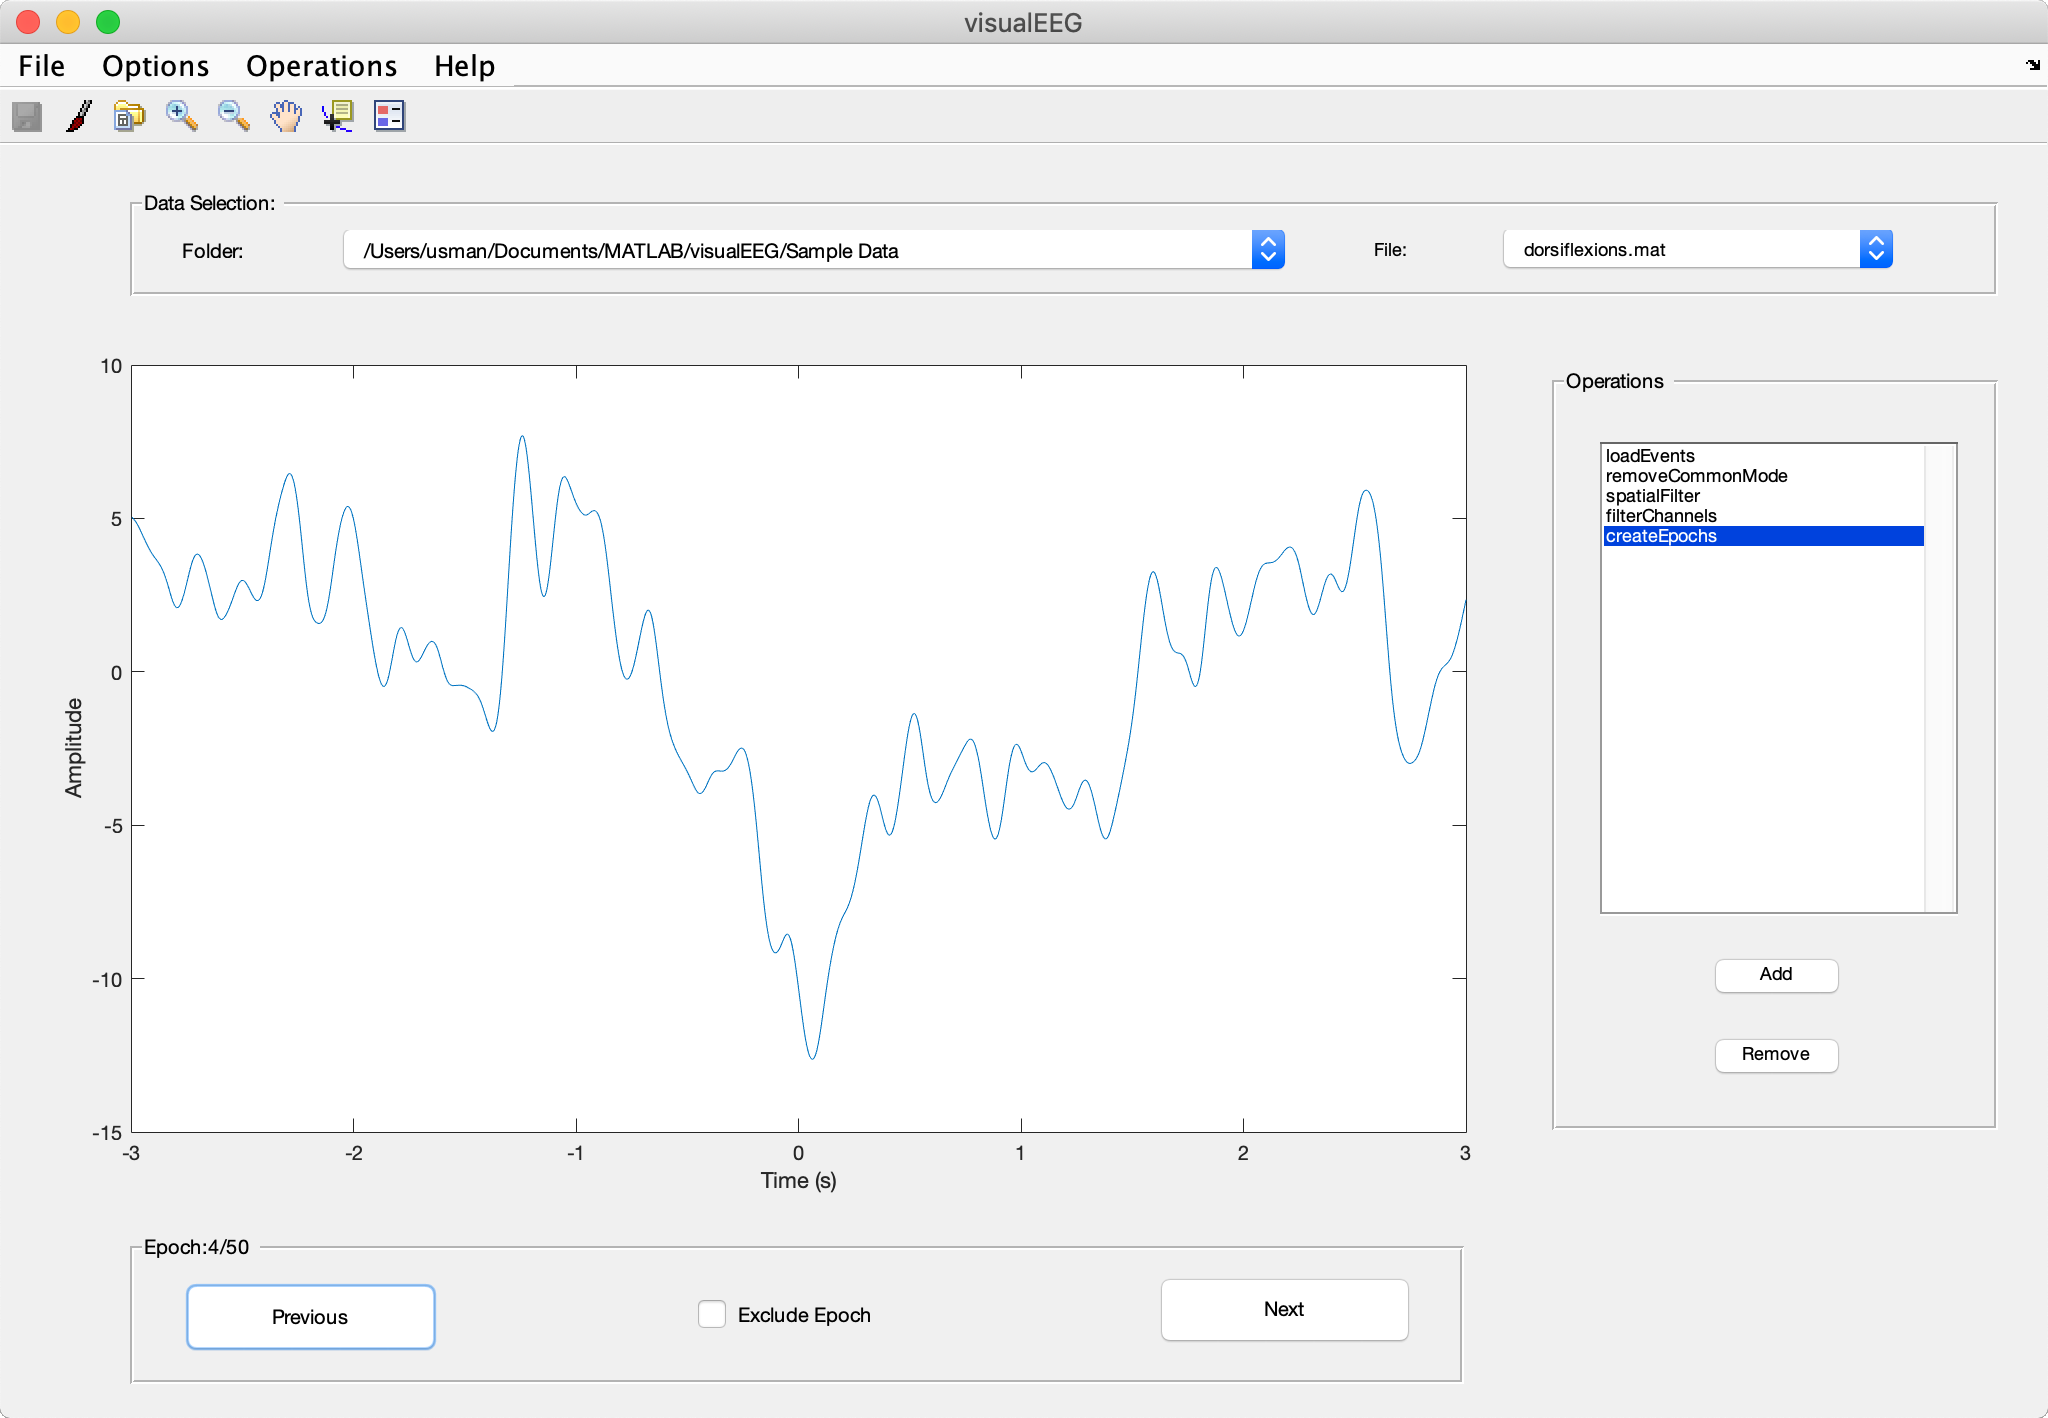 visualEEG
File Options Operations Help
Data Selection:
Folder: /Users/usman/Documents/MATLAB/visualEEG/Sample Data File: dorsiflexions.mat
10
5
0
-5
-10
-15
Amplitude
-3 -2 -1 0 1 2 3
Time (s)
Operations
loadEvents
removeCommonMode
spatialFilter
filterChannels
createEpochs
Add
Remove
Epoch:4/50
Previous Exclude Epoch Next